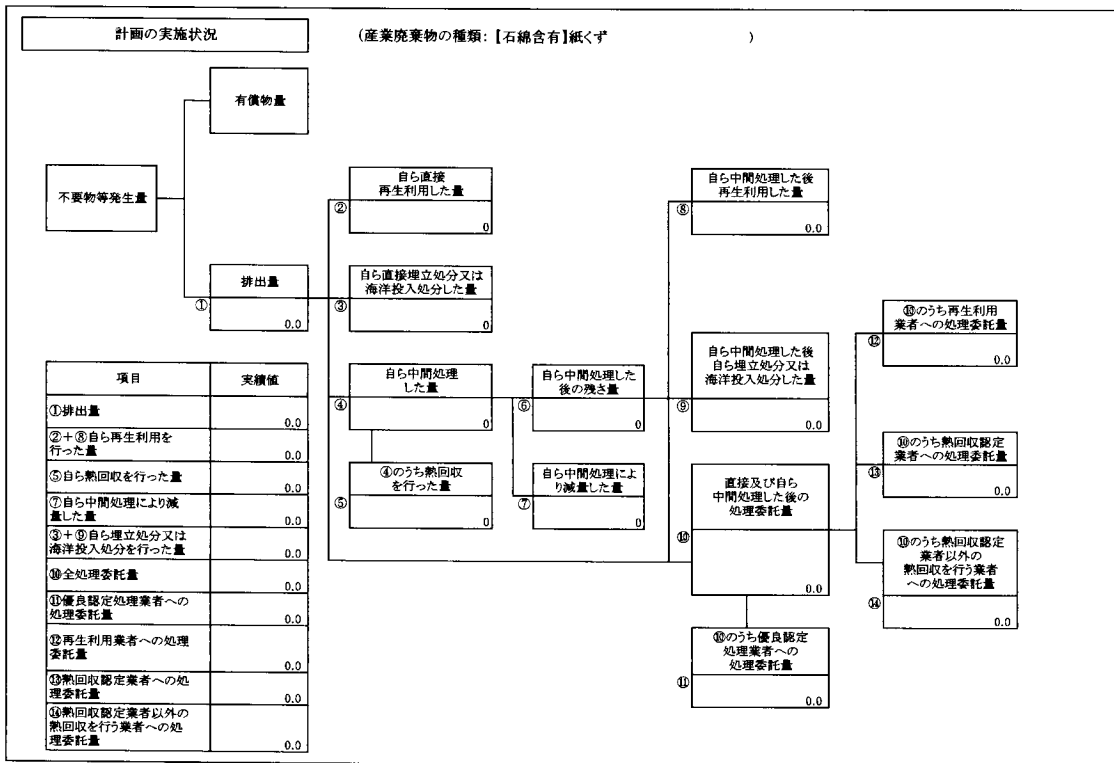 計画の実施状況
(産業廃棄物の種類:【石綿含有】紙くず )
有償物量
不要物等発生量
排出量
①
0.0
自ら直接
再生利用した量
②
0
自ら直接埋立処分又は
海洋投入処分した量
③
0
自ら中間処理
した量
④
0
④のうち熱回収
を行った量
⑤
0
自ら中間処理した
後の残さ量
⑥
0
自ら中間処理によ
り減量した量
⑦
0
自ら中間処理した後
再生利用した量
⑧
0.0
自ら中間処理した後
自ら埋立処分又は
海洋投入処分した量
⑨
0.0
直接及び自ら
中間処理した後の
処理委託量
⑩
0.0
⑩のうち優良認定
処理業者への
処理委託量
⑪
0.0
⑩のうち再生利用
業者への処理委託量
⑫
0.0
⑩のうち熱回収認定
業者への処理委託量
⑬
0.0
⑩のうち熱回収認定
業者以外の
熱回収を行う業者
への処理委託量
⑭
0.0
項目 実績値
①排出量
0.0
②+⑧自ら再生利用を
行った量
0.0
⑤自ら熱回収を行った量
0.0
⑦自ら中間処理により減
量した量
0.0
③+⑨自ら埋立処分又は
海洋投入処分を行った量
0.0
⑩全処理委託量
0.0
⑪優良認定処理業者への
処理委託量
0.0
⑫再生利用業者への処理
委託量
0.0
⑬熱回収認定業者への処
理委託量
0.0
⑭熱回収認定業者以外の
熱回収を行う業者への処
理委託量
0.0